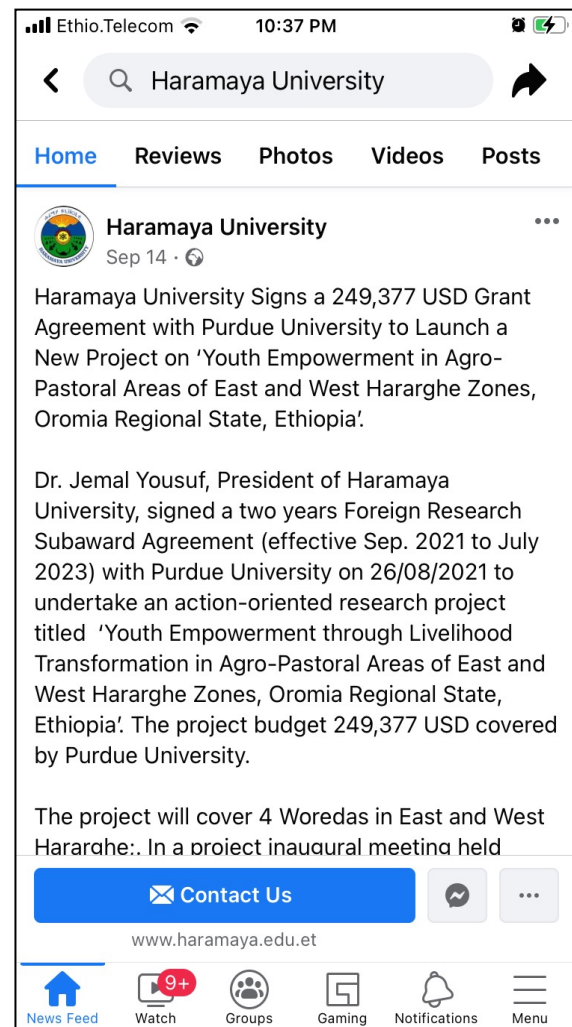 Ethio.Telecom 10:37 PM
Haramaya University
Home Reviews Photos Videos Posts
Haramaya University
Sep 14 ·
Haramaya University Signs a 249,377 USD Grant
Agreement with Purdue University to Launch a
New Project on ‘Youth Empowerment in Agro-
Pastoral Areas of East and West Hararghe Zones,
Oromia Regional State, Ethiopia’.
Dr. Jemal Yousuf, President of Haramaya
University, signed a two years Foreign Research
Subaward Agreement (effective Sep. 2021 to July
2023) with Purdue University on 26/08/2021 to
undertake an action-oriented research project
titled ‘Youth Empowerment through Livelihood
Transformation in Agro-Pastoral Areas of East and
West Hararghe Zones, Oromia Regional State,
Ethiopia’. The project budget 249,377 USD covered
by Purdue University.
The project will cover 4 Woredas in East and West
Hararghe:. In a project inaugural meeting held
Contact Us
www.haramaya.edu.et
9+
News Feed Watch Groups Gaming Notifications Menu